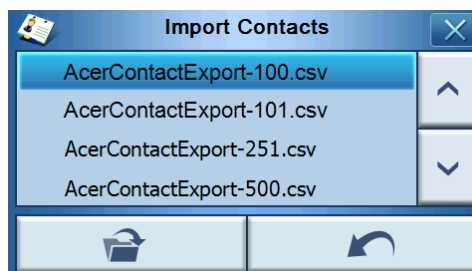 Import Contacts
AcerContactExport-100.csv
AcerContactExport-101.csv
AcerContactExport-251.csv
AcerContactExport-500.csv